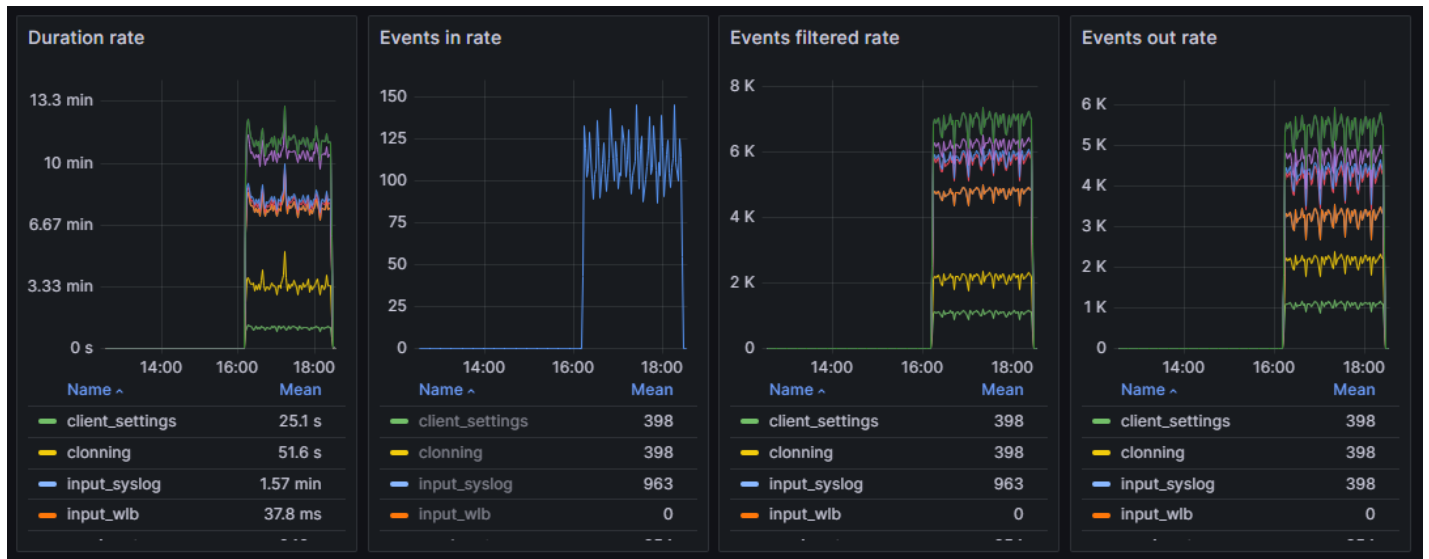 Duration rate
13.3 min
10 min
6.67 min
3.33 min
0 s
14:00 16:00 18:00
Name Mean
client_settings 25.1 s
clonning 51.6 s
input_syslog 1.57 min
input_wlb 37.8 ms
Events in rate
150
125
100
75
50
25
0
14:00 16:00 18:00
Name Mean
client_settings 398
clonning 398
input_syslog 963
input_wlb 0
Events filtered rate
8 K
6 K
4 K
2 K
0
14:00 16:00 18:00
Name Mean
client_settings 398
clonning 398
input_syslog 963
input_wlb 0
Events out rate
6 K
5 K
4 K
3 K
2 K
1 K
0
14:00 16:00 18:00
Name Mean
client_settings 398
clonning 398
input_syslog 398
input_wlb 0